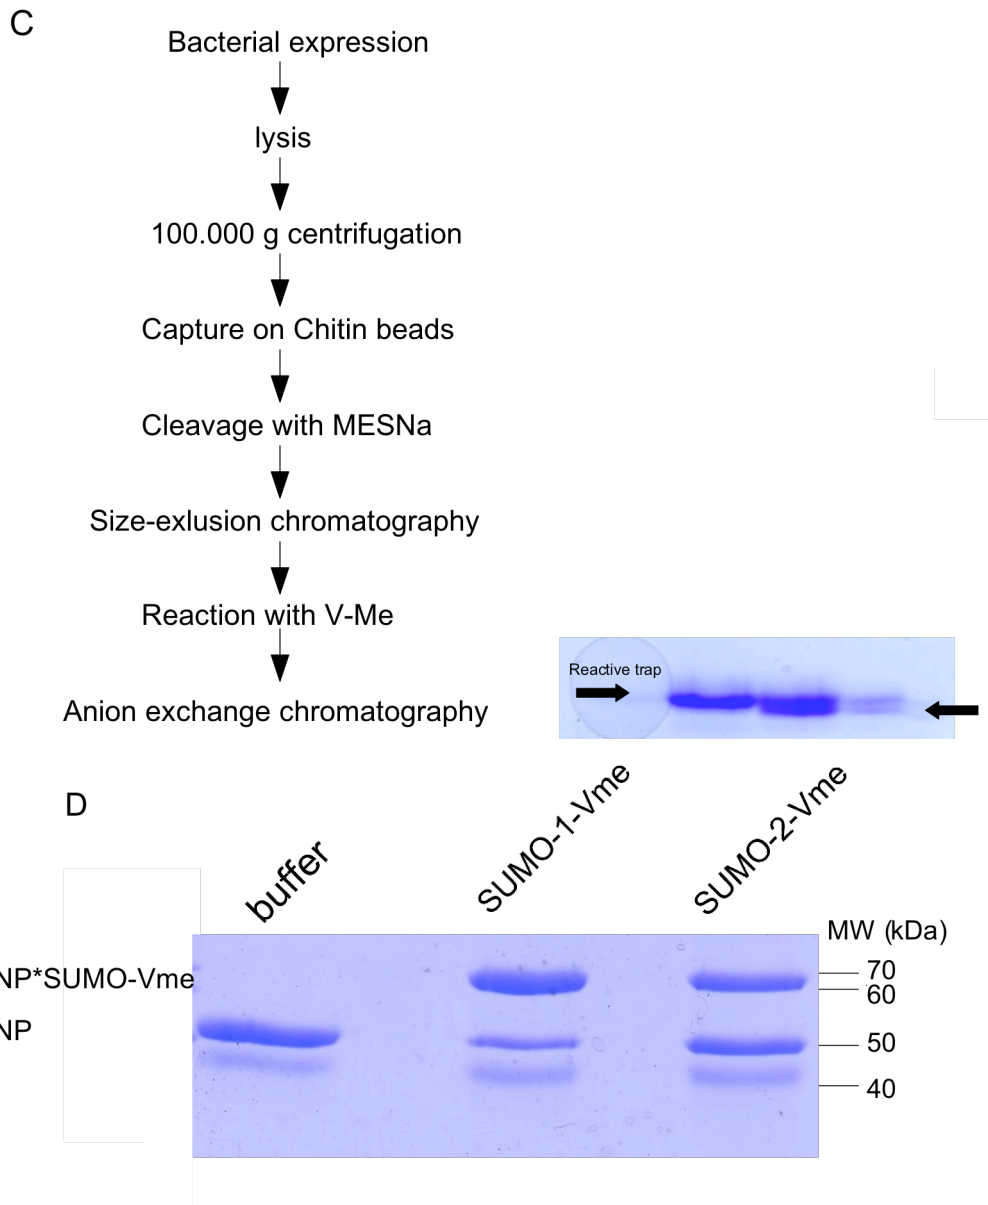 C
Bacterial expression
lysis
100.000 g centrifugation
Capture on Chitin beads
Cleavage with MESNa
Size-exlusion chromatography
Reaction with V-Me
Anion exchange chromatography
Reactive trap
D
buffer
SUMO-1-Vme
SUMO-2-Vme
MW (kDa)
NP*SUMO-Vme
NP
70
60
50
40